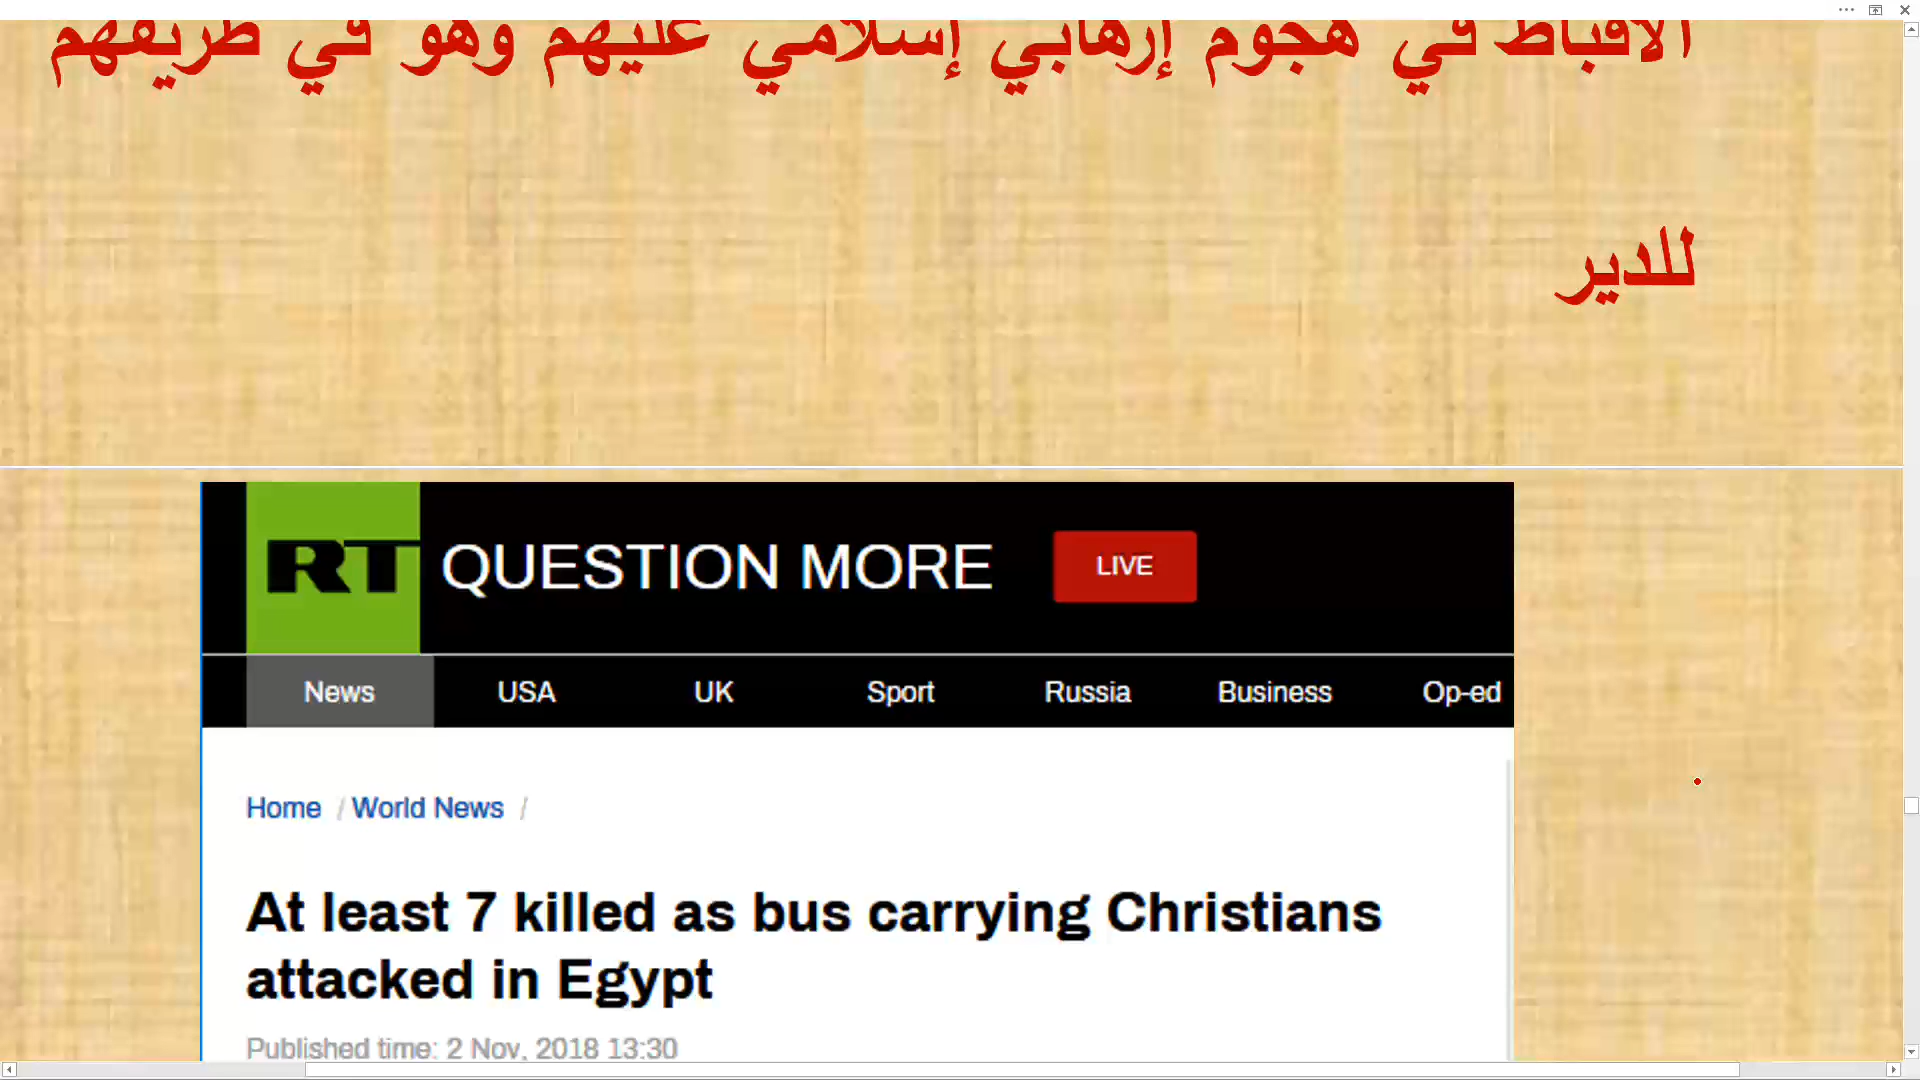 الأقباط في هجوم إرهابي إسلامي عليهم وهو في طريقهم
للدير
RT QUESTION MORE LIVE
News USA UK Sport Russia Business Op-ed
Home / World News /
At least 7 killed as bus carrying Christians
attacked in Egypt
Published time: 2 Nov, 2018 13:30